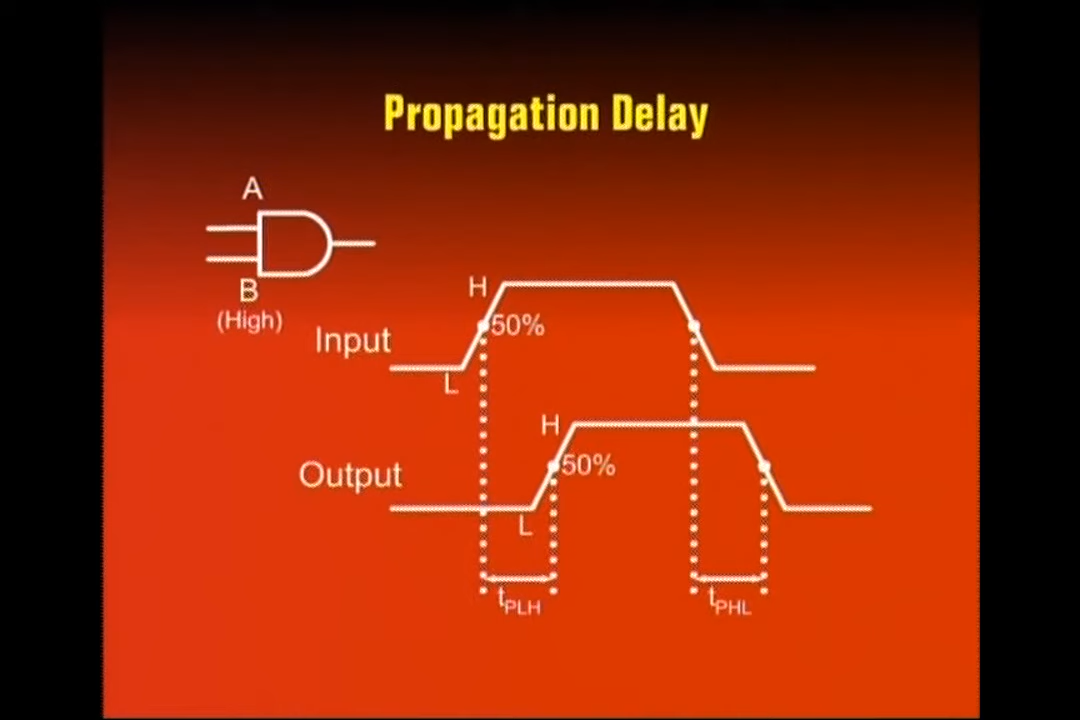 Propagation Delay
A
B
(High)
H
50%
Input
L
H
50%
Output
L
tPLH
tPHL